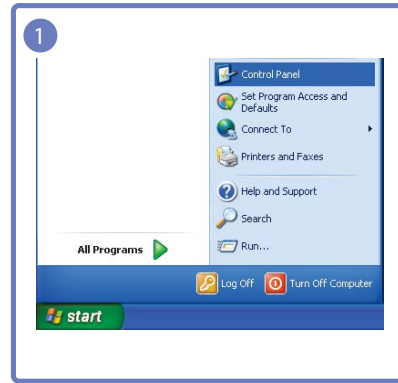 1
Control Panel
Set Program Access and
Defaults
Connect To
Printers and Faxes
Help and Support
Search
Run...
All Programs
Log Off
Turn Off Computer
start